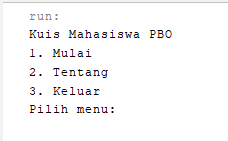 run:
Kuis Mahasiswa PBO
1. Mulai
2. Tentang
3. Keluar
Pilih menu: